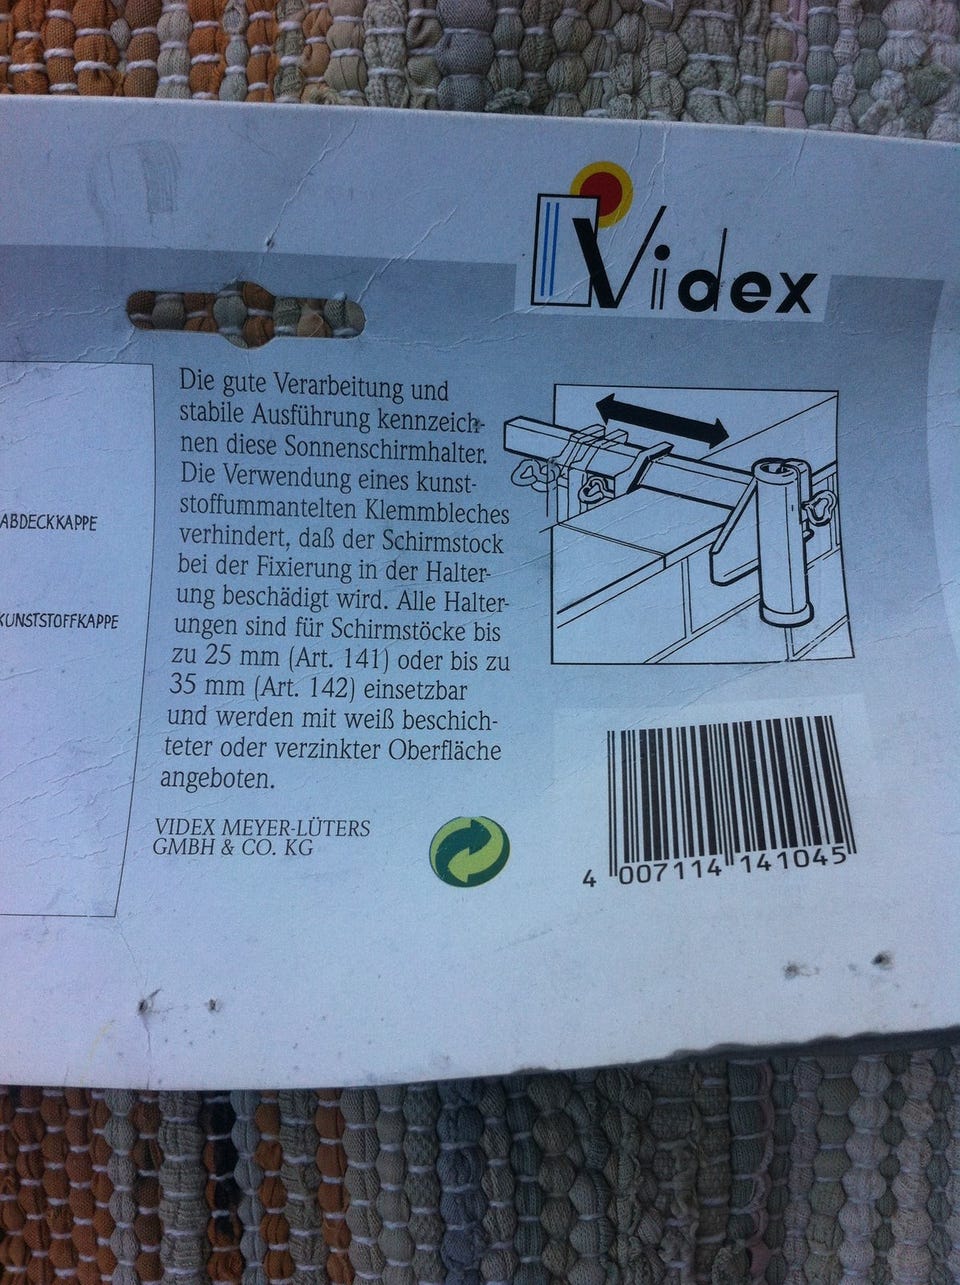 Videx
Die gute Verarbeitung und
stabile Ausführung kennzeich-
nen diese Sonnenschirmhalter.
Die Verwendung eines kunst-
stoffummantelten Klemmbleches
verhindert, daß der Schirmstock
bei der Fixierung in der Halter-
ung beschädigt wird. Alle Halter-
ungen sind für Schirmstöcke bis
zu 25 mm (Art. 141) oder bis zu
35 mm (Art. 142) einsetzbar
und werden mit weiß beschich-
teter oder verzinkter Oberfläche
angeboten.
VIDEX MEYER-LÜTERS
GMBH & CO. KG
ABDECKKAPPE
KUNSTSTOFFKAPPE
4 007114 141045